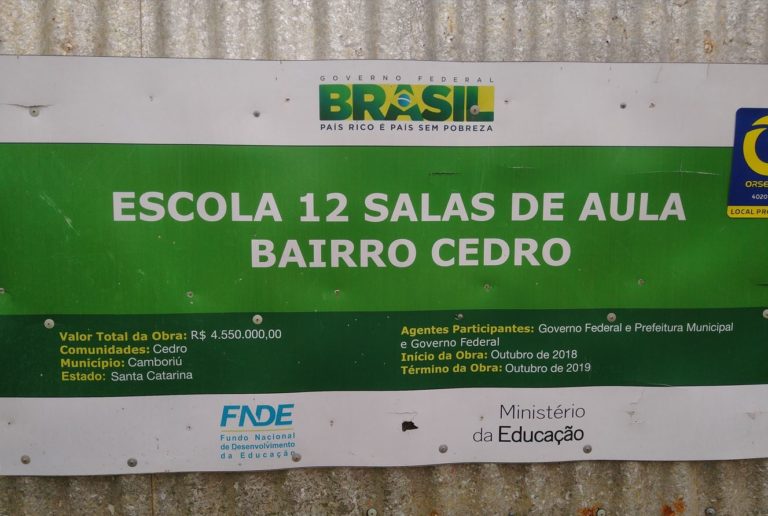 GOVERNO FEDERAL
BRASIL
PAÍS RICO É PAÍS SEM POBREZA
ESCOLA 12 SALAS DE AULA
BAIRRO CEDRO
Valor Total da Obra: R$ 4.550.000,00
Comunidades: Cedro
Municipio: Camboriú
Estado: Santa Catarina
Agentes Participantes: Governo Federal e Prefeitura Municipal
e Governo Federal
Início da Obra: Outubro de 2018
Término da Obra: Outubro de 2019
FNDE
Fundo Nacional
de Desenvolvimento
da Educação
Ministério
da Educação
LOCAL